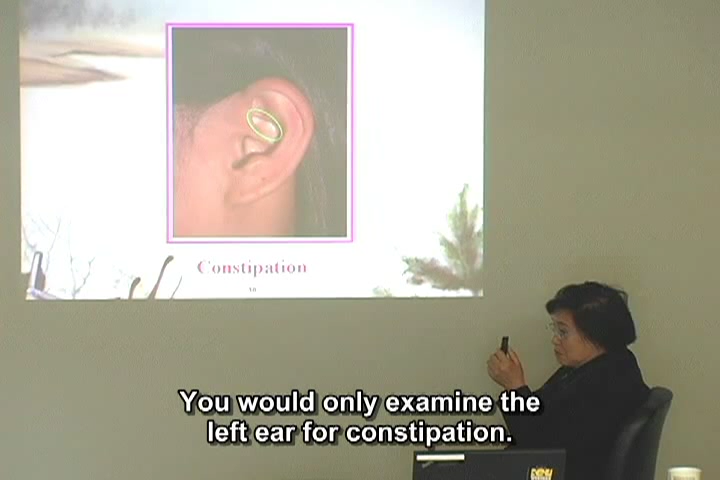 Constipation
You would only examine the
left ear for constipation.